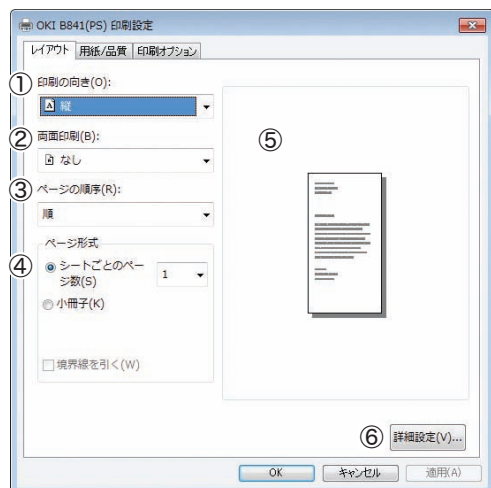 OKI B841(PS) 印刷設定
レイアウト 用紙/品質 印刷オプション
① 印刷の向き(O):
縦
② 両面印刷(B):
なし
③ ページの順序(R):
順
ページ形式
④ シートごとのペー
ジ数(S)
1
小冊子(K)
境界線を引く(W)
⑤
⑥ 詳細設定(V)...
OK キャンセル 適用(A)